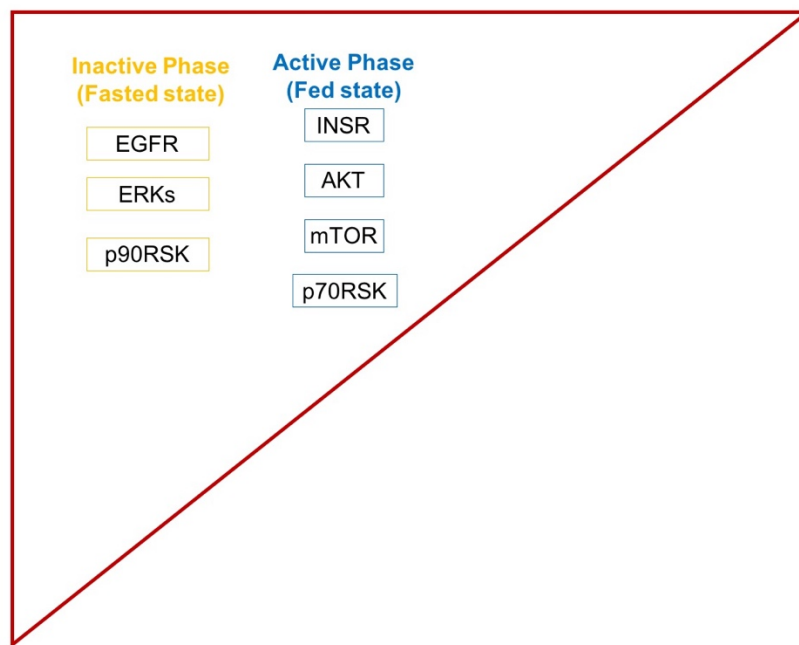 Inactive Phase
(Fasted state)
EGFR
ERKs
p90RSK
Active Phase
(Fed state)
INSR
AKT
mTOR
p70RSK